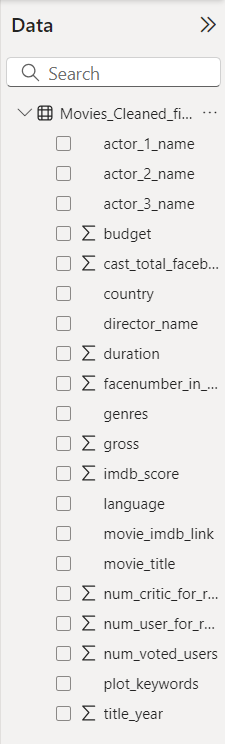 Data
Search
Movies_Cleaned_fi...
actor_1_name
actor_2_name
actor_3_name
Σ budget
Σ cast_total_faceb...
country
director_name
Σ duration
Σ facenumber_in_...
genres
Σ gross
Σ imdb_score
language
movie_imdb_link
movie_title
Σ num_critic_for_r...
Σ num_user_for_r...
Σ num_voted_users
plot_keywords
Σ title_year